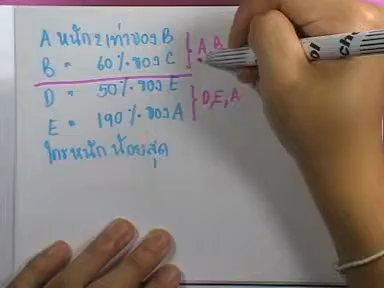 A หนัก 2 เท่าของ B
B = 60% ของ C
D = 50% ของ E
E = 190% ของ A
ใครหนักน้อยสุด
A, B
D, E, A